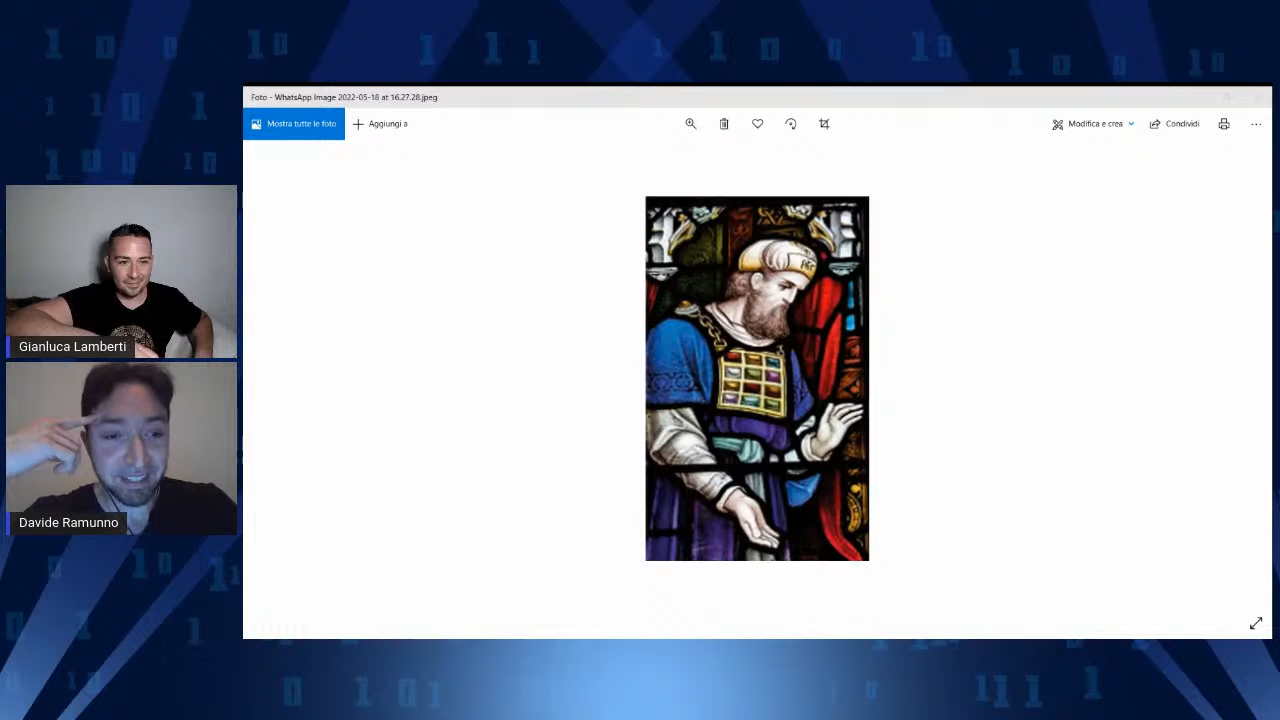 Foto - WhatsApp Image 2022-05-18 at 16.27.28.jpeg
Mostra tutte le foto
Aggiungi a
Modifica e crea
Condividi
Gianluca Lamberti
Davide Ramunno